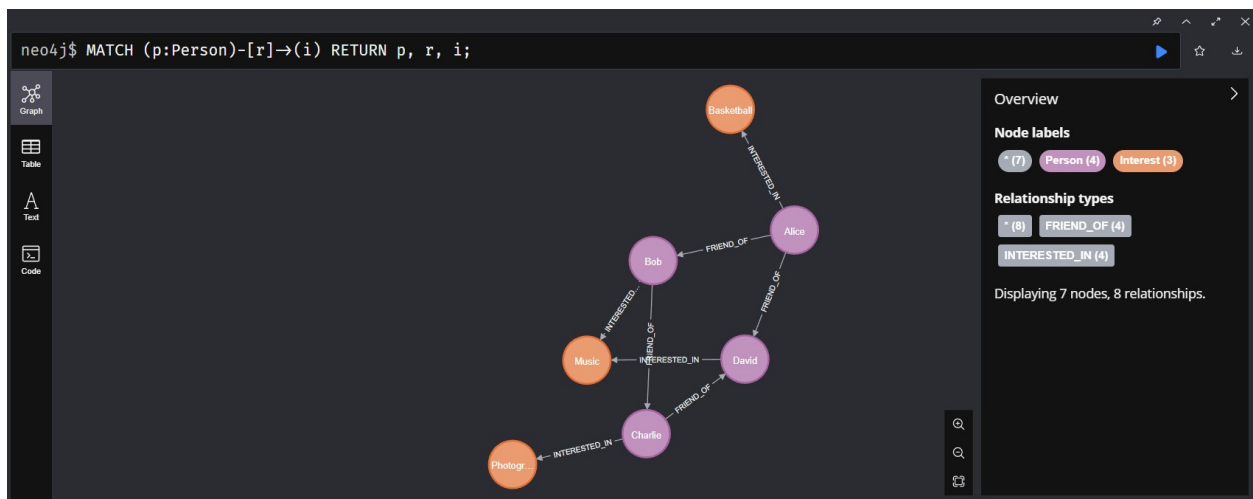 neo4j$ MATCH (p:Person)-[r]→(i) RETURN p, r, i;
Graph
Table
Text
Code
Basketball
INTERESTED_IN
Alice
FRIEND_OF
Bob
FRIEND_OF
INTERESTED...
FRIEND_OF
Music
INTERESTED_IN
David
FRIEND_OF
Charlie
INTERESTED_IN
Photogr...
Overview
Node labels
* (7) Person (4) Interest (3)
Relationship types
* (8) FRIEND_OF (4)
INTERESTED_IN (4)
Displaying 7 nodes, 8 relationships.